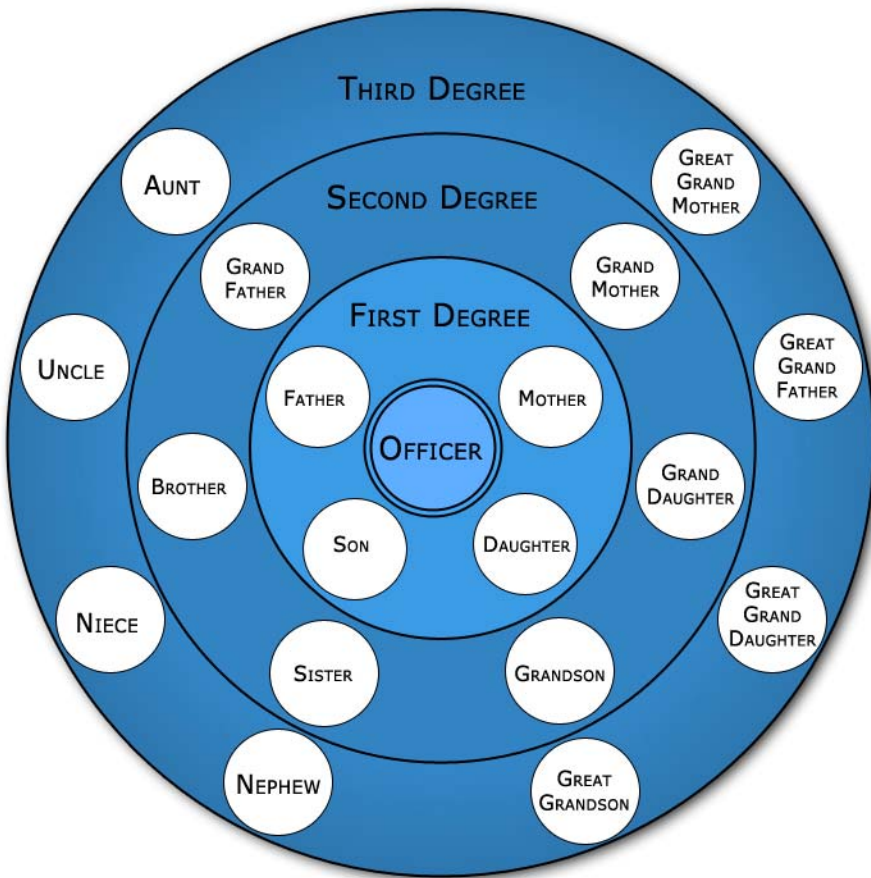 THIRD DEGREE
AUNT
GREAT
GRAND
MOTHER
SECOND DEGREE
GRAND
FATHER
GRAND
MOTHER
FIRST DEGREE
UNCLE
GREAT
GRAND
FATHER
FATHER
MOTHER
OFFICER
BROTHER
GRAND
DAUGHTER
SON
DAUGHTER
NIECE
GREAT
GRAND
DAUGHTER
SISTER
GRANDSON
NEPHEW
GREAT
GRANDSON